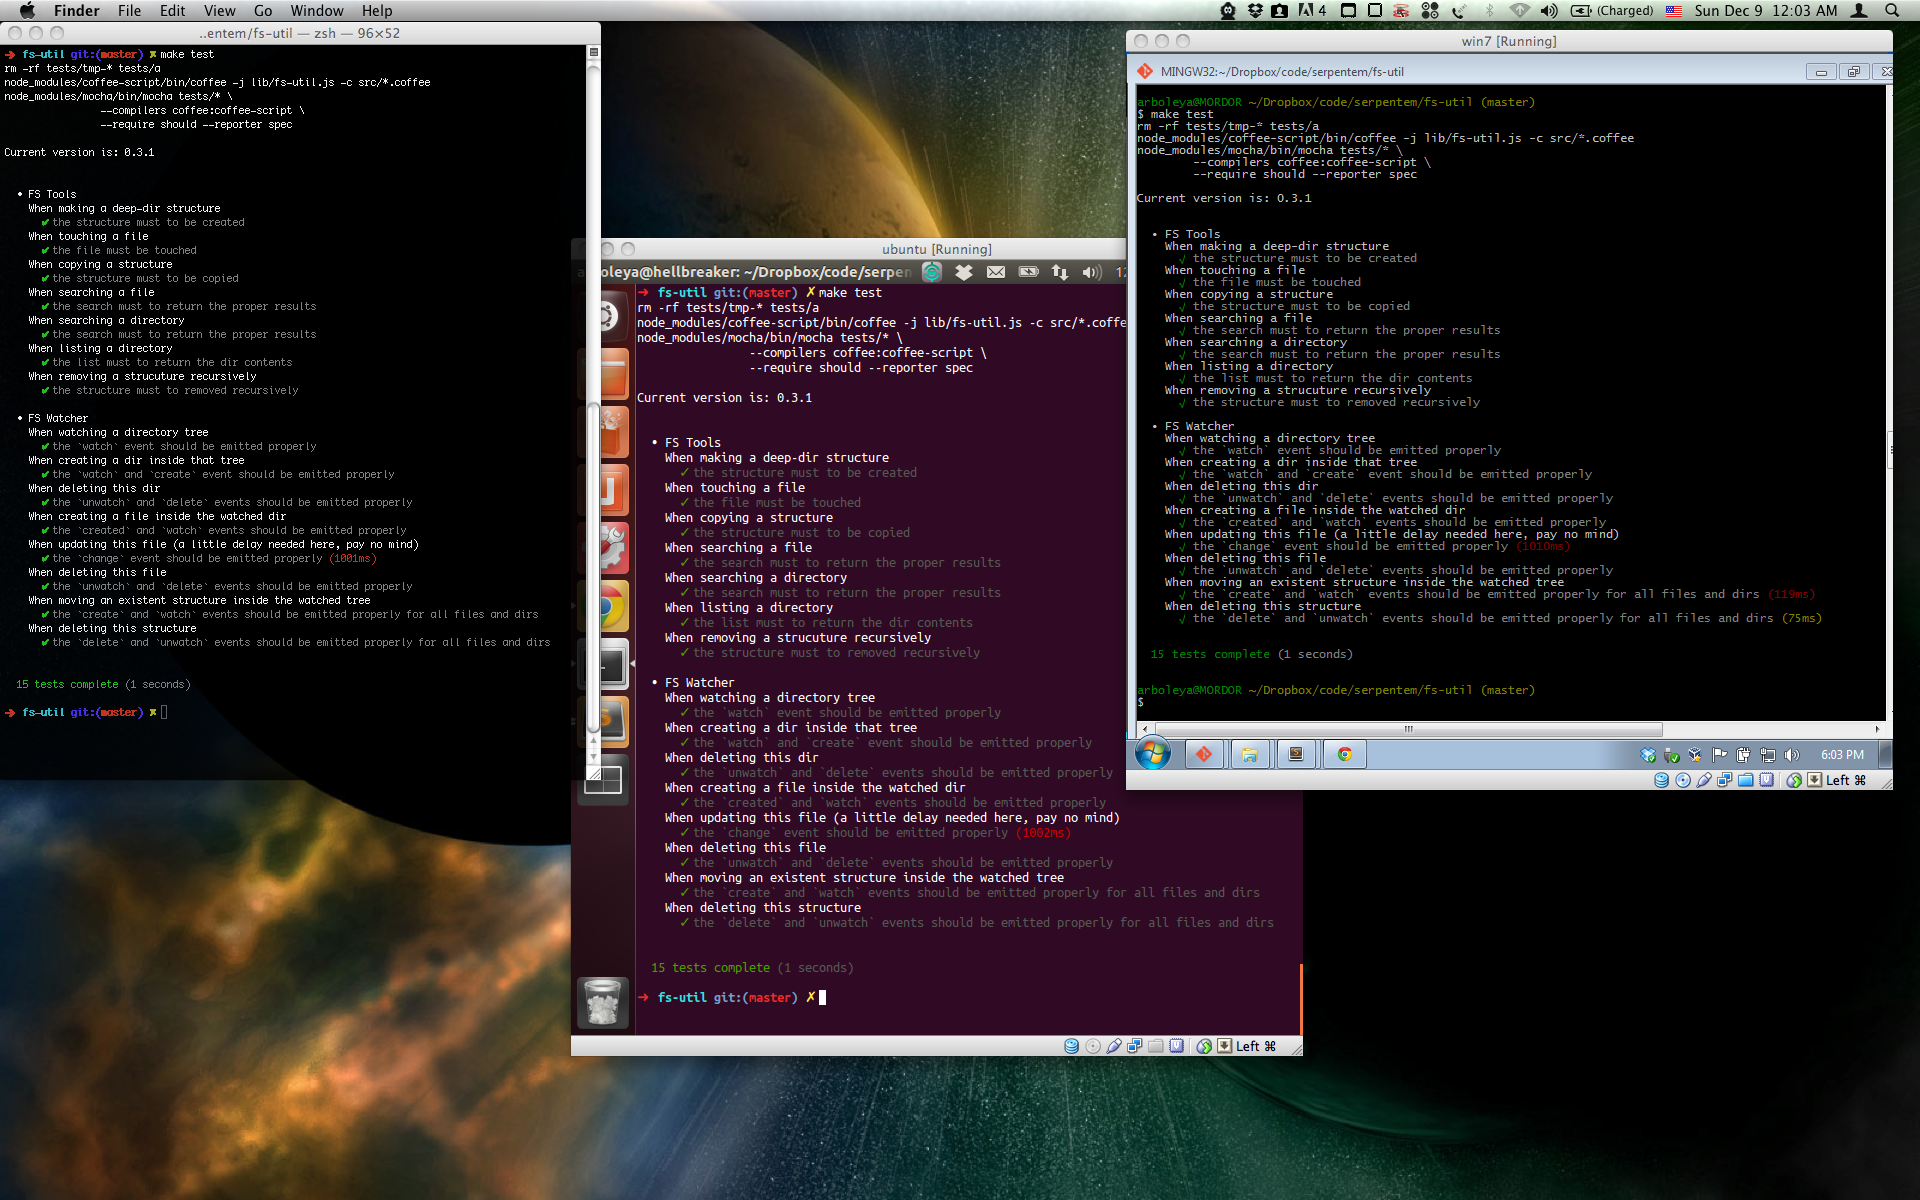 Finder File Edit View Go Window Help
4 (Charged) Sun Dec 9 12:03 AM
..entem/fs-util — zsh — 96×52
➜ fs-util git:(master) ✗ make test
rm -rf tests/tmp-* tests/a
node_modules/coffee-script/bin/coffee -j lib/fs-util.js -c src/*.coffee
node_modules/mocha/bin/mocha tests/* \
--compilers coffee:coffee-script \
--require should --reporter spec
Current version is: 0.3.1
• FS Tools
When making a deep-dir structure
✔ the structure must to be created
When touching a file
✔ the file must be touched
When copying a structure
✔ the structure must to be copied
When searching a file
✔ the search must to return the proper results
When searching a directory
✔ the search must to return the proper results
When listing a directory
✔ the list must to return the dir contents
When removing a strucuture recursively
✔ the structure must to removed recursively
• FS Watcher
When watching a directory tree
✔ the `watch` event should be emitted properly
When creating a dir inside that tree
✔ the `watch` and `create` event should be emitted properly
When deleting this dir
✔ the `unwatch` and `delete` events should be emitted properly
When creating a file inside the watched dir
✔ the `created` and `watch` events should be emitted properly
When updating this file (a little delay needed here, pay no mind)
✔ the `change` event should be emitted properly (1001ms)
When deleting this file
✔ the `unwatch` and `delete` events should be emitted properly
When moving an existent structure inside the watched tree
✔ the `create` and `watch` events should be emitted properly for all files and dirs
When deleting this structure
✔ the `delete` and `unwatch` events should be emitted properly for all files and dirs
15 tests complete (1 seconds)
➜ fs-util git:(master) ✗
ubuntu [Running]
oleya@hellbreaker: ~/Dropbox/code/serpen
➜ fs-util git:(master) ✗ make test
rm -rf tests/tmp-* tests/a
node_modules/coffee-script/bin/coffee -j lib/fs-util.js -c src/*.coffe
node_modules/mocha/bin/mocha tests/* \
--compilers coffee:coffee-script \
--require should --reporter spec
Current version is: 0.3.1
• FS Tools
When making a deep-dir structure
✓ the structure must to be created
When touching a file
✓ the file must be touched
When copying a structure
✓ the structure must to be copied
When searching a file
✓ the search must to return the proper results
When searching a directory
✓ the search must to return the proper results
When listing a directory
✓ the list must to return the dir contents
When removing a strucuture recursively
✓ the structure must to removed recursively
• FS Watcher
When watching a directory tree
✓ the `watch` event should be emitted properly
When creating a dir inside that tree
✓ the `watch` and `create` event should be emitted properly
When deleting this dir
✓ the `unwatch` and `delete` events should be emitted properly
When creating a file inside the watched dir
✓ the `created` and `watch` events should be emitted properly
When updating this file (a little delay needed here, pay no mind)
✓ the `change` event should be emitted properly (1002ms)
When deleting this file
✓ the `unwatch` and `delete` events should be emitted properly
When moving an existent structure inside the watched tree
✓ the `create` and `watch` events should be emitted properly for all files and dirs
When deleting this structure
✓ the `delete` and `unwatch` events should be emitted properly for all files and dirs
15 tests complete (1 seconds)
➜ fs-util git:(master) ✗
Left ⌘
win7 [Running]
MINGW32:~/Dropbox/code/serpentem/fs-util
arboleya@MORDOR ~/Dropbox/code/serpentem/fs-util (master)
$ make test
rm -rf tests/tmp-* tests/a
node_modules/coffee-script/bin/coffee -j lib/fs-util.js -c src/*.coffee
node_modules/mocha/bin/mocha tests/* \
--compilers coffee:coffee-script \
--require should --reporter spec
Current version is: 0.3.1
• FS Tools
When making a deep-dir structure
√ the structure must to be created
When touching a file
√ the file must be touched
When copying a structure
√ the structure must to be copied
When searching a file
√ the search must to return the proper results
When searching a directory
√ the search must to return the proper results
When listing a directory
√ the list must to return the dir contents
When removing a strucuture recursively
√ the structure must to removed recursively
• FS Watcher
When watching a directory tree
√ the `watch` event should be emitted properly
When creating a dir inside that tree
√ the `watch` and `create` event should be emitted properly
When deleting this dir
√ the `unwatch` and `delete` events should be emitted properly
When creating a file inside the watched dir
√ the `created` and `watch` events should be emitted properly
When updating this file (a little delay needed here, pay no mind)
√ the `change` event should be emitted properly (1010ms)
When deleting this file
√ the `unwatch` and `delete` events should be emitted properly
When moving an existent structure inside the watched tree
√ the `create` and `watch` events should be emitted properly for all files and dirs (119ms)
When deleting this structure
√ the `delete` and `unwatch` events should be emitted properly for all files and dirs (75ms)
15 tests complete (1 seconds)
arboleya@MORDOR ~/Dropbox/code/serpentem/fs-util (master)
$
6:03 PM
Left ⌘